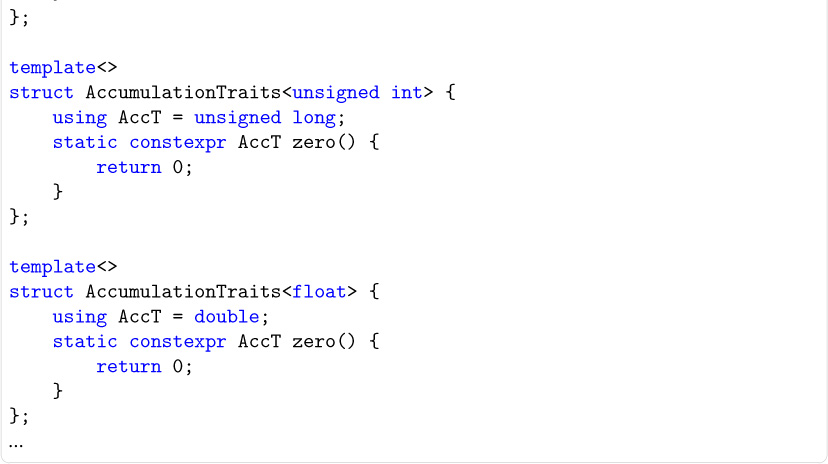 };
template<>
struct AccumulationTraits<unsigned int> {
    using AccT = unsigned long;
    static constexpr AccT zero() {
        return 0;
    }
};
template<>
struct AccumulationTraits<float> {
    using AccT = double;
    static constexpr AccT zero() {
        return 0;
    }
};
...